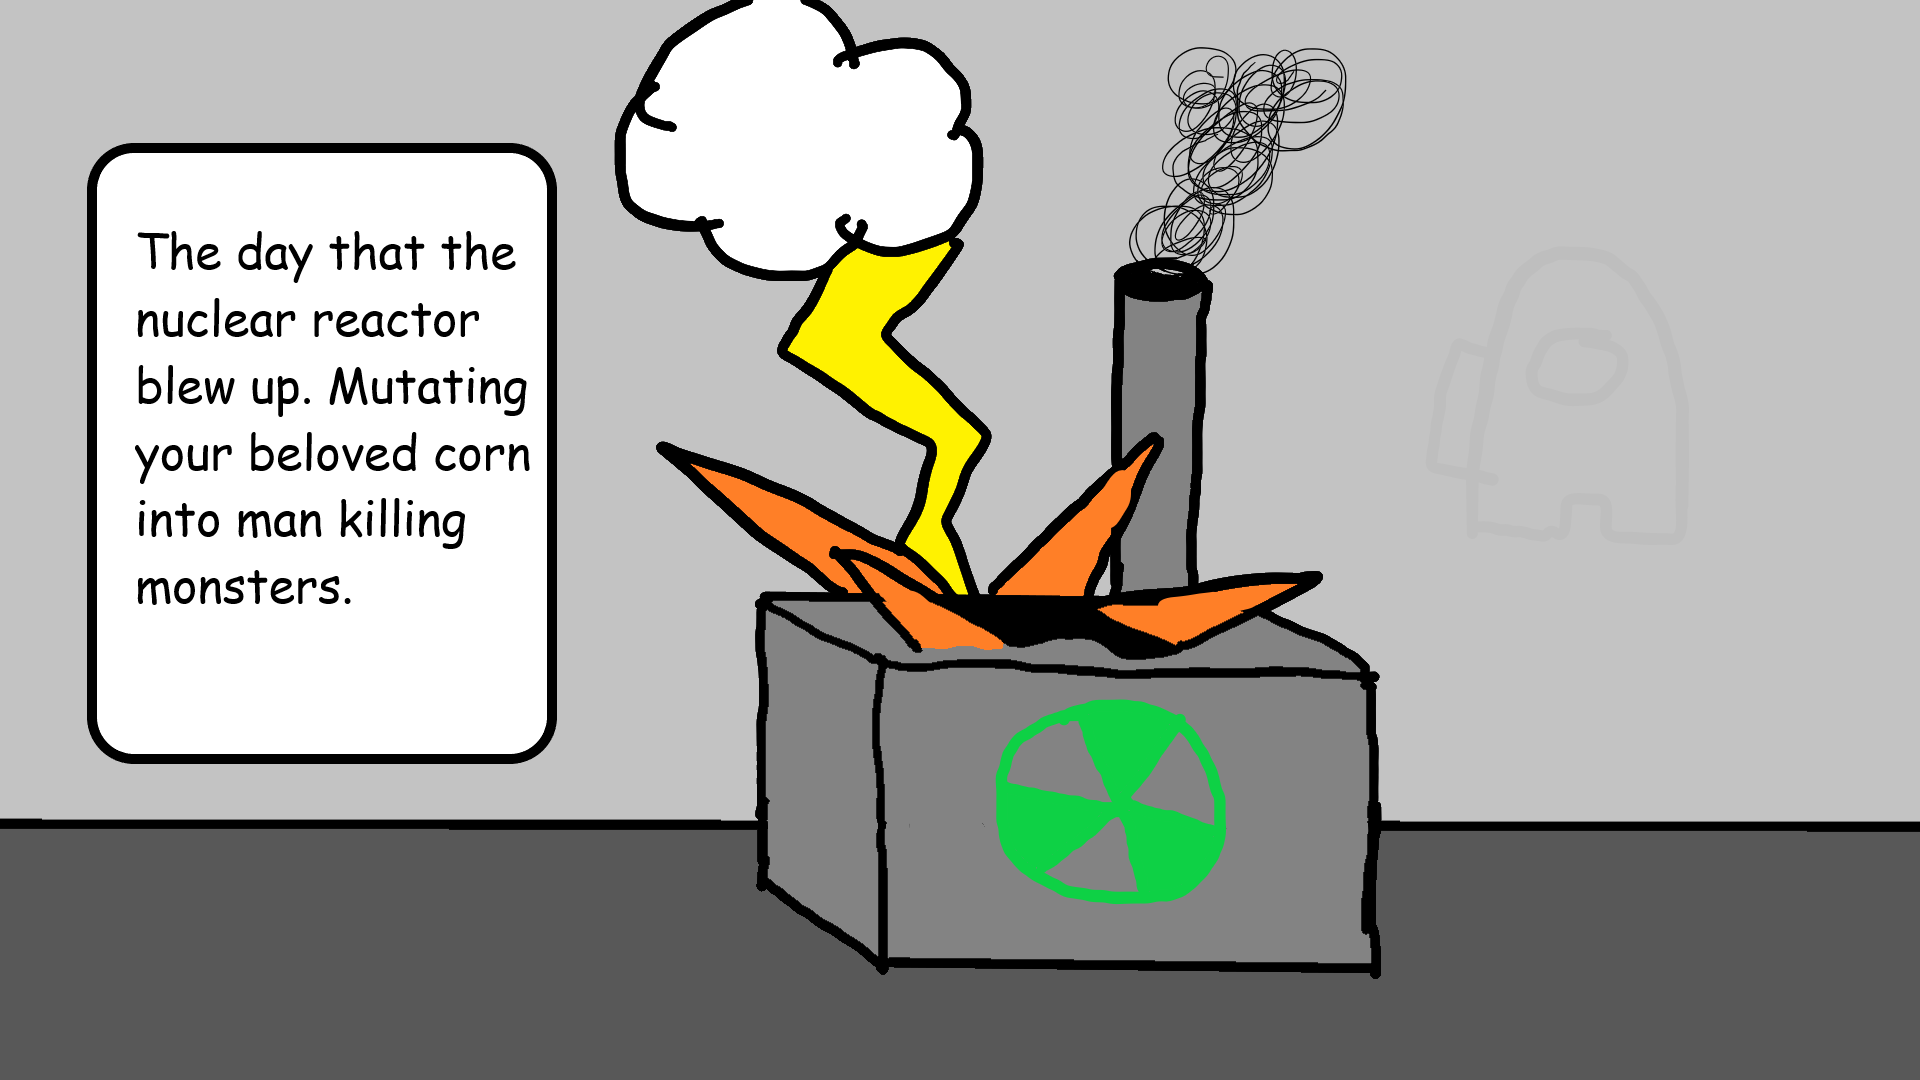 The day that the
nuclear reactor
blew up. Mutating
your beloved corn
into man killing
monsters.